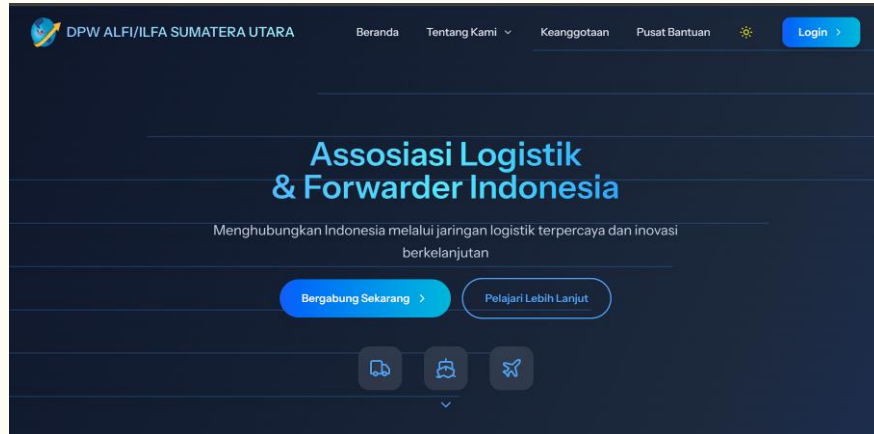 DPW ALFI/ILFA SUMATERA UTARA
Beranda
Tentang Kami
Keanggotaan
Pusat Bantuan
Login
Assosiasi Logistik
& Forwarder Indonesia
Menghubungkan Indonesia melalui jaringan logistik terpercaya dan inovasi
berkelanjutan
Bergabung Sekarang
Pelajari Lebih Lanjut